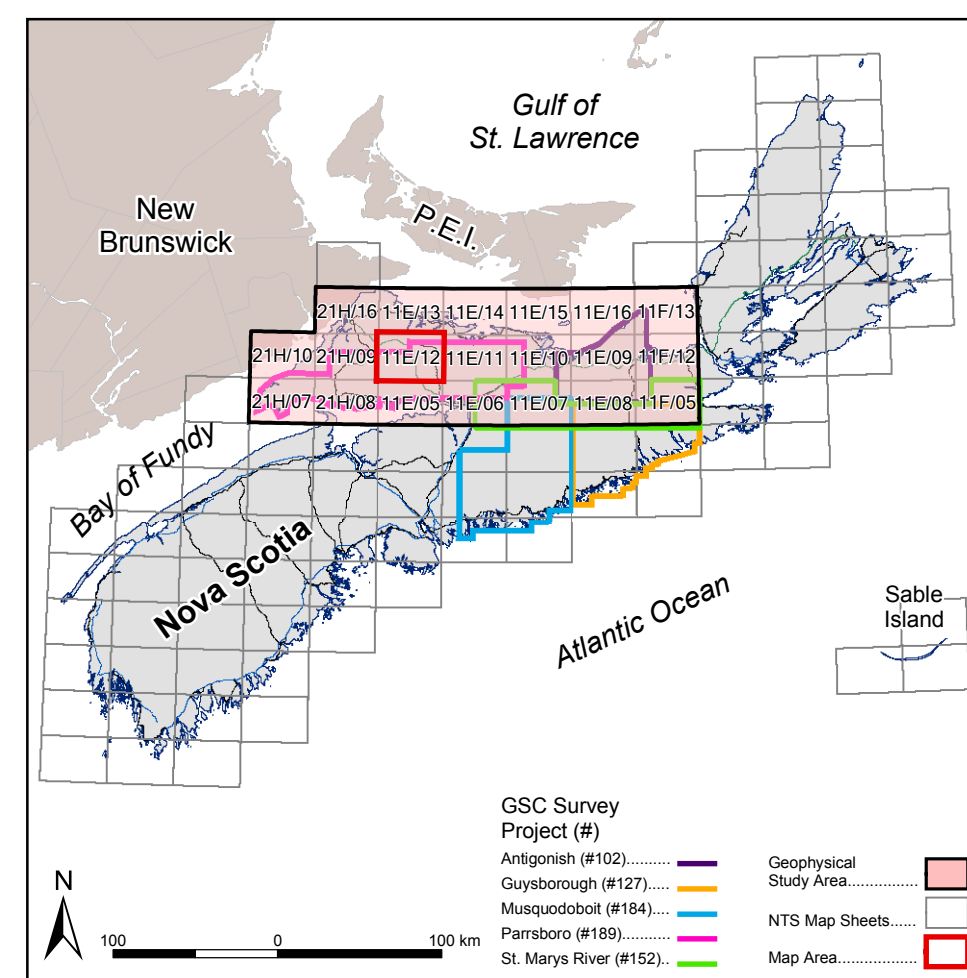 Gulf of
St. Lawrence
New
Brunswick
P.E.I.
21H/16 11E/13 11E/14 11E/15 11E/16 11F/13
21H/10 21H/09 11E/12 11E/11 11E/10 11E/09 11F/12
21H/07 21H/08 11E/05 11E/06 11E/07 11E/08 11F/05
Bay of Fundy
Nova Scotia
Atlantic Ocean
Sable
Island
GSC Survey
Project (#)
Antigonish (#102)..........
Guysborough (#127).....
Musquodoboit (#184)....
Parrsboro (#189)...........
St. Marys River (#152)..
Geophysical
Study Area................
NTS Map Sheets......
Map Area..................
N
100 0 100 km